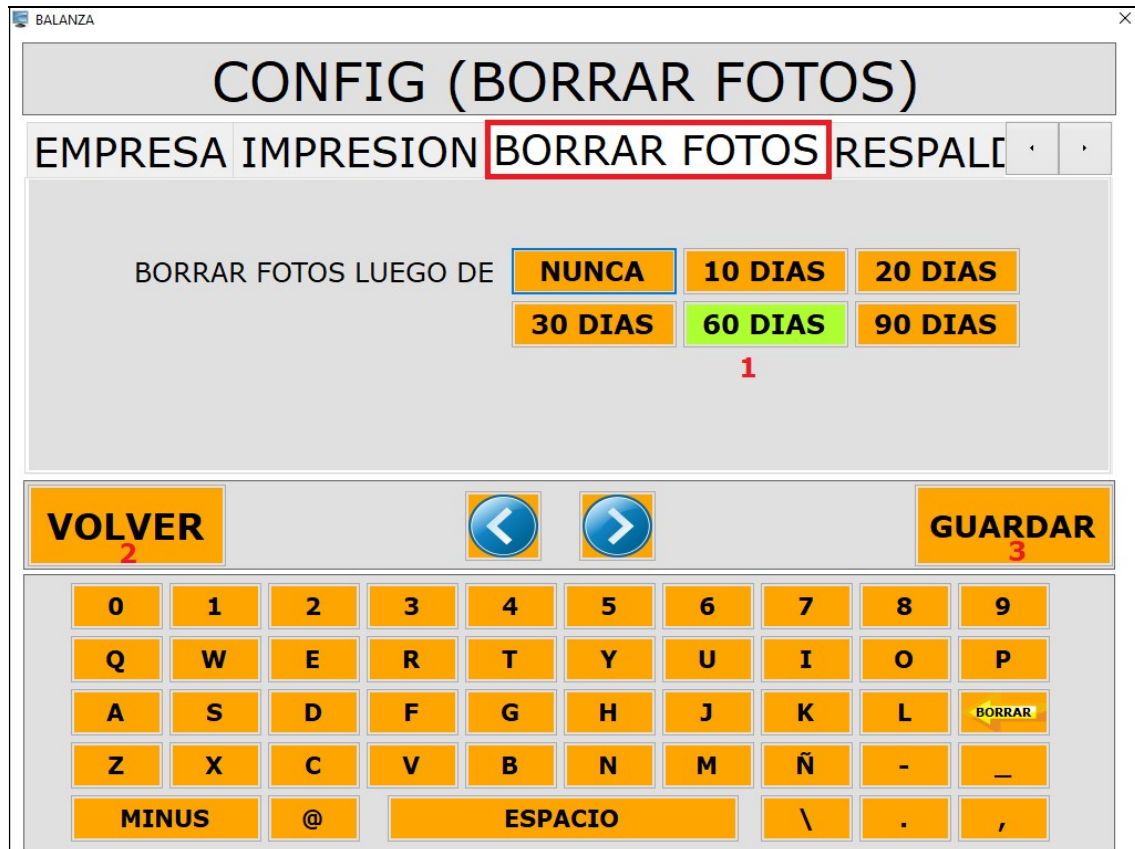 BALANZA
CONFIG (BORRAR FOTOS)
EMPRESA IMPRESION BORRAR FOTOS RESPALD
BORRAR FOTOS LUEGO DE NUNCA 10 DIAS 20 DIAS
30 DIAS 60 DIAS 90 DIAS
1
VOLVER GUARDAR
2 3
0 1 2 3 4 5 6 7 8 9
Q W E R T Y U I O P
A S D F G H J K L BORRAR
Z X C V B N M Ñ - _
MINUS @ ESPACIO \ . ,